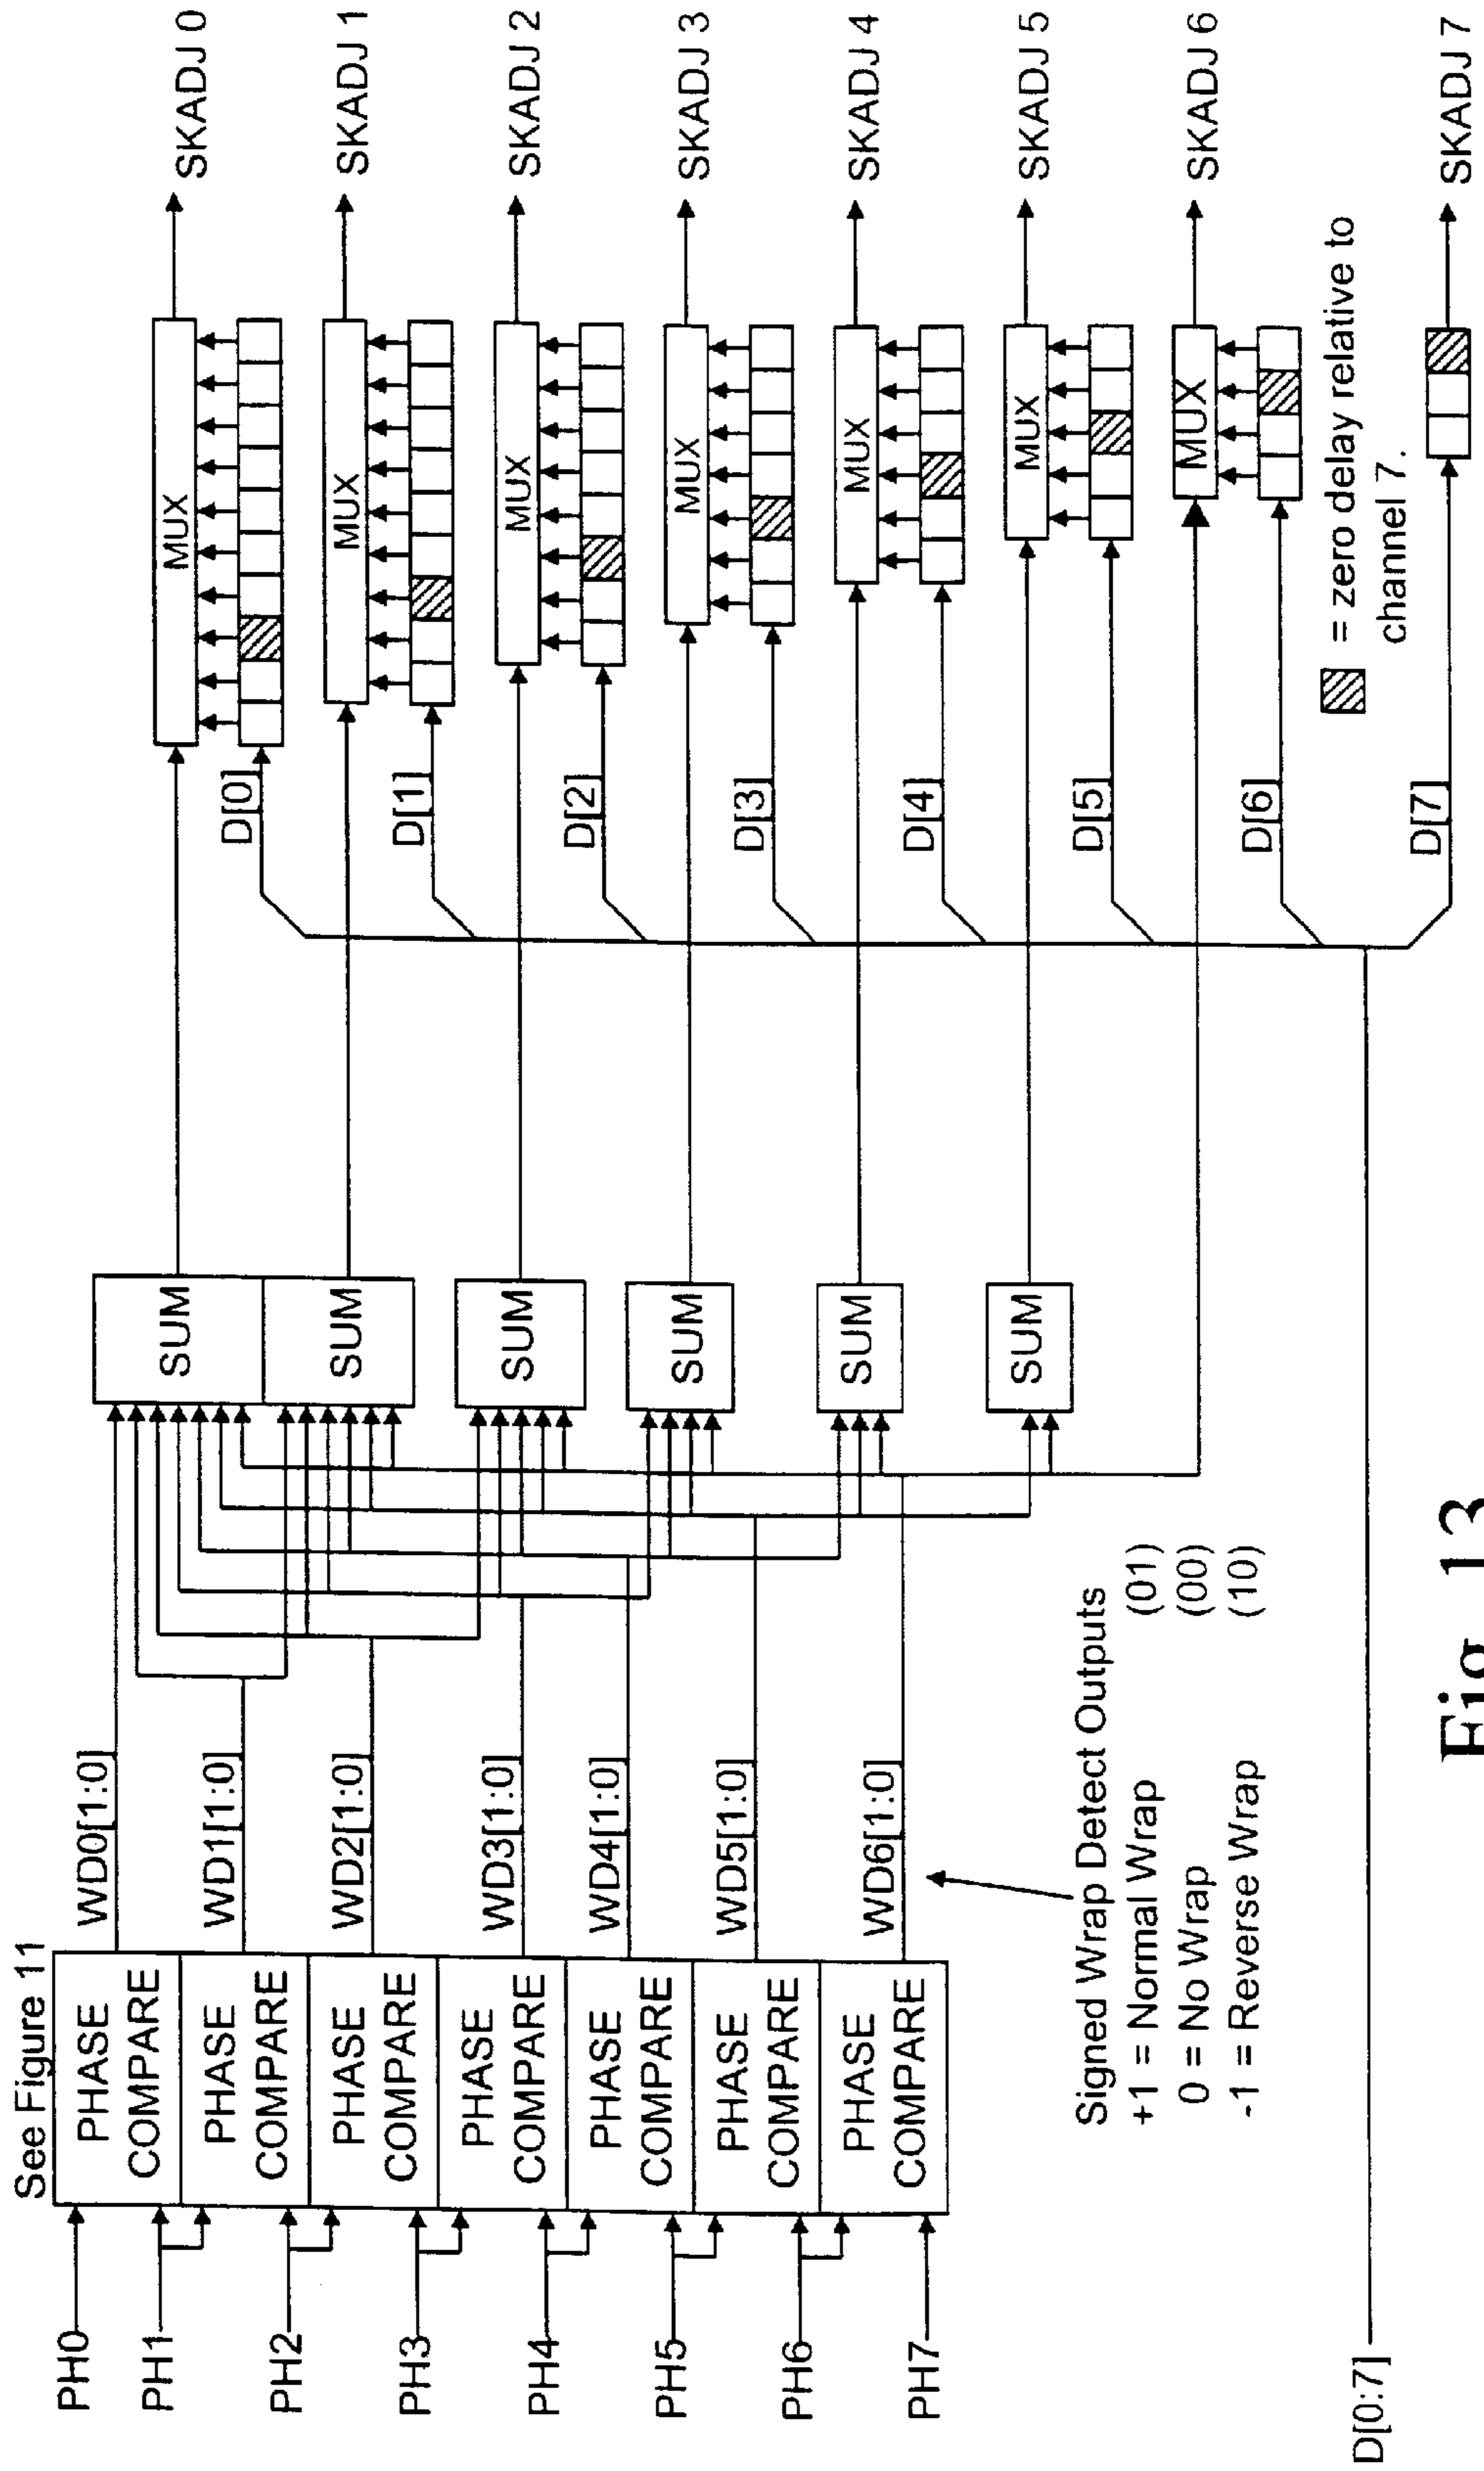 See Figure 11
PH0
PH1
PH2
PH3
PH4
PH5
PH6
PH7
PHASE
COMPARE
PHASE
COMPARE
PHASE
COMPARE
PHASE
COMPARE
PHASE
COMPARE
PHASE
COMPARE
PHASE
COMPARE
WD0[1:0]
WD1[1:0]
WD2[1:0]
WD3[1:0]
WD4[1:0]
WD5[1:0]
WD6[1:0]
SUM
SUM
SUM
SUM
SUM
SUM
Signed Wrap Detect Outputs
+1 = Normal Wrap (01)
0 = No Wrap (00)
-1 = Reverse Wrap (10)
D[0:7]
D[0]
D[1]
D[2]
D[3]
D[4]
D[5]
D[6]
D[7]
MUX
MUX
MUX
MUX
MUX
MUX
MUX
SKADJ 0
SKADJ 1
SKADJ 2
SKADJ 3
SKADJ 4
SKADJ 5
SKADJ 6
SKADJ 7
= zero delay relative to
channel 7.
Fig. 13